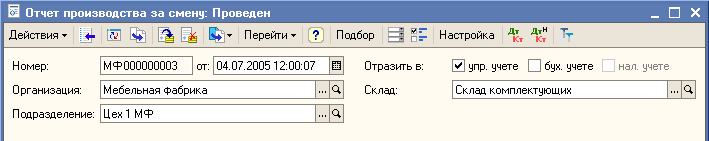 Отчет производства за смену: Проведен
Действия Перейти ? Подбор Настройка Дт Кт ДтН Кт Т
Номер: МФ000000003 от: 04.07.2005 12:00:07 Отразить в: упр. учете бух. учете нал. учете
Организация: Мебельная фабрика ... Склад: Склад комплектующих ...
Подразделение: Цех 1 МФ ...